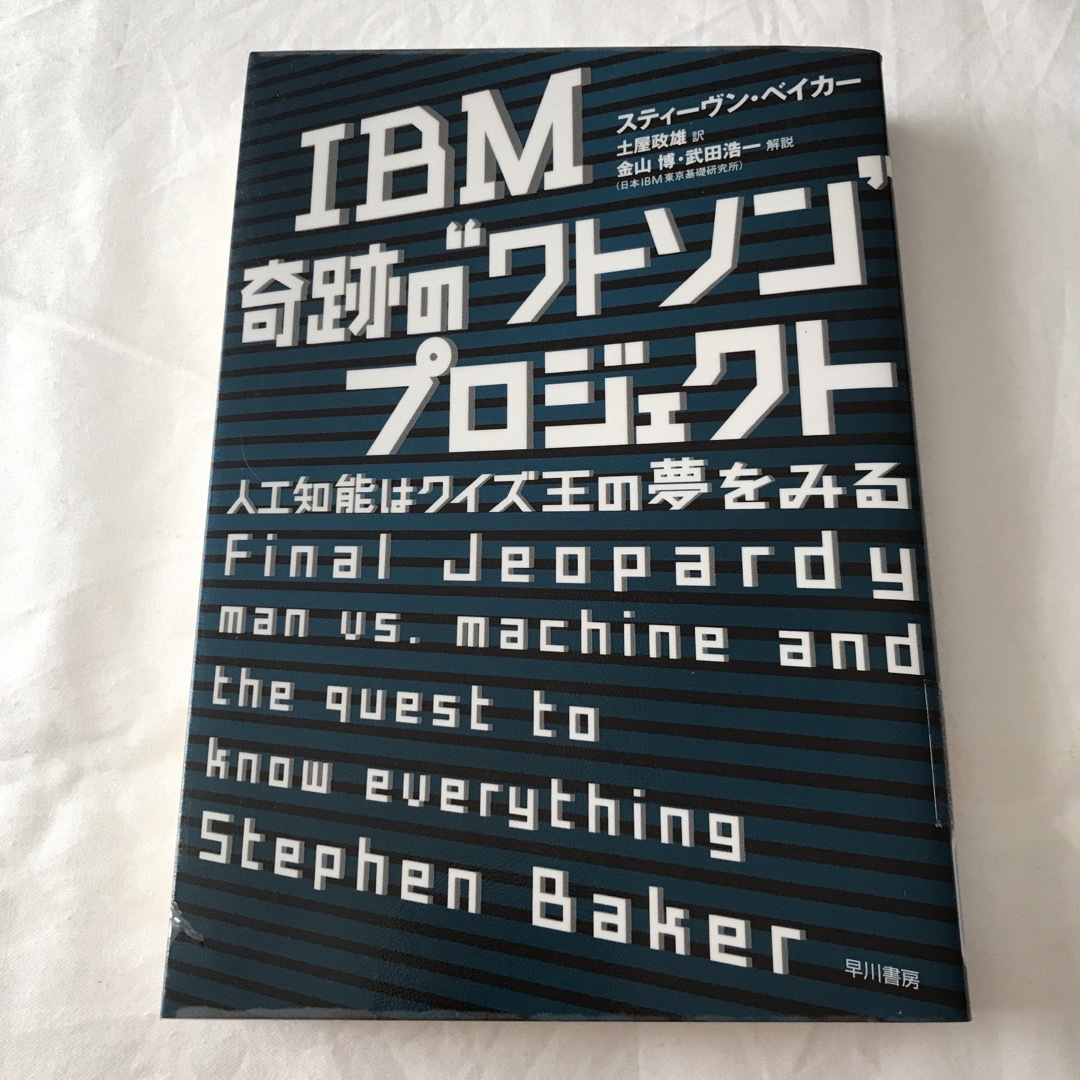 IBM
奇跡の“ワトソン”
プロジェクト
スティーヴン・ベイカー
土屋政雄 訳
金山 博・武田浩一 解説
(日本IBM東京基礎研究所)
人工知能はクイズ王の夢をみる
Final Jeopardy
man vs. machine and
the quest to
know everything
Stephen Baker
早川書房